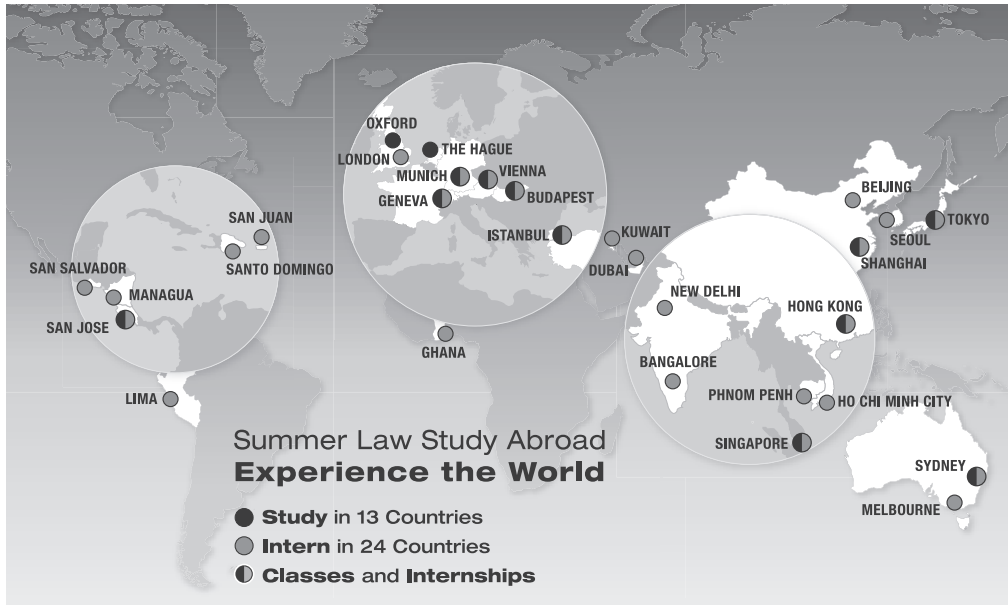 OXFORD
THE HAGUE
LONDON
MUNICH
VIENNA
GENEVA
BUDAPEST
ISTANBUL
KUWAIT
DUBAI
BEIJING
SEOUL
TOKYO
SHANGHAI
SAN JUAN
SANTO DOMINGO
SAN SALVADOR
MANAGUA
SAN JOSE
LIMA
GHANA
NEW DELHI
HONG KONG
BANGALORE
PHNOM PENH
HO CHI MINH CITY
SINGAPORE
SYDNEY
MELBOURNE
Summer Law Study Abroad
Experience the World
Study in 13 Countries
Intern in 24 Countries
Classes and Internships